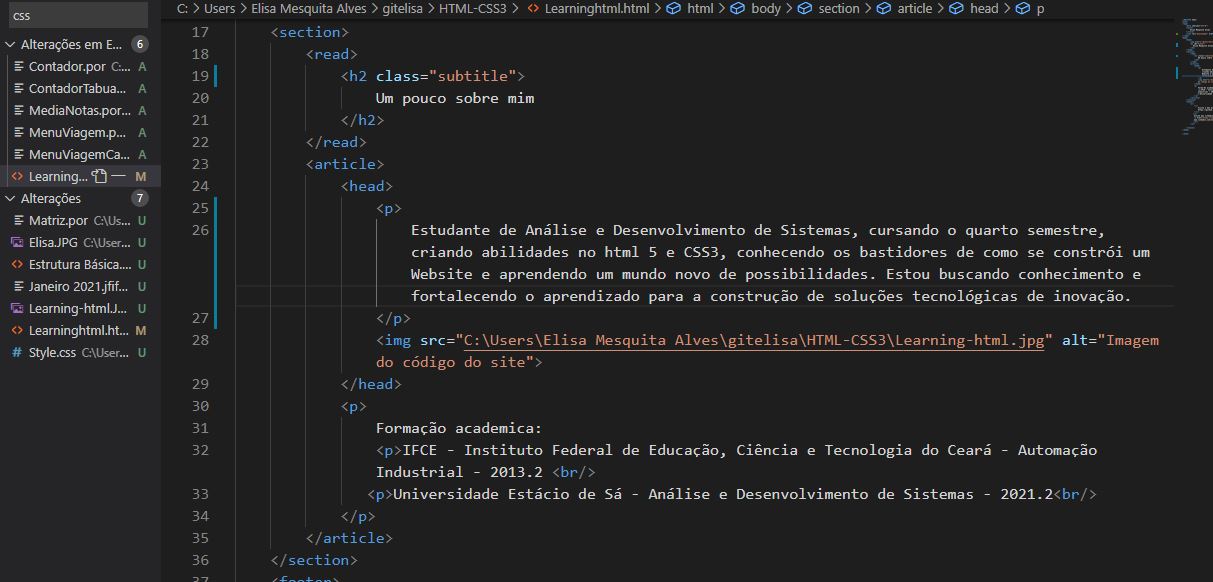 css
C: > Users > Elisa Mesquita Alves > gitelisa > HTML-CSS3 > <> Learninghtml.html > html > body > section > article > head > p
Alterações em E... 6
Contador.por C:... A
ContadorTabua... A
MediaNotas.por... A
MenuViagem.p... A
MenuViagemCa... A
<> Learning... M
Alterações 7
Matriz.por C:\Us... U
Elisa.JPG C:\User... U
<> Estrutura Básica.... U
Janeiro 2021.jfif... U
Learning-html.J... U
<> Learninghtml.ht... M
# Style.css C:\User... U
17 <section>
18 <read>
19 <h2 class="subtitle">
20 Um pouco sobre mim
21 </h2>
22 </read>
23 <article>
24 <head>
25 <p>
26 Estudante de Análise e Desenvolvimento de Sistemas, cursando o quarto semestre,
criando abilidades no html 5 e CSS3, conhecendo os bastidores de como se constrói um
Website e aprendendo um mundo novo de possibilidades. Estou buscando conhecimento e
fortalecendo o aprendizado para a construção de soluções tecnológicas de inovação.
27 </p>
28 <img src="C:\Users\Elisa Mesquita Alves\gitelisa\HTML-CSS3\Learning-html.jpg" alt="Imagem
do código do site">
29 </head>
30 <p>
31 Formação academica:
32 <p>IFCE - Instituto Federal de Educação, Ciência e Tecnologia do Ceará - Automação
Industrial - 2013.2 <br/>
33 <p>Universidade Estácio de Sá - Análise e Desenvolvimento de Sistemas - 2021.2<br/>
34 </p>
35 </article>
36 </section>
37 <footer>